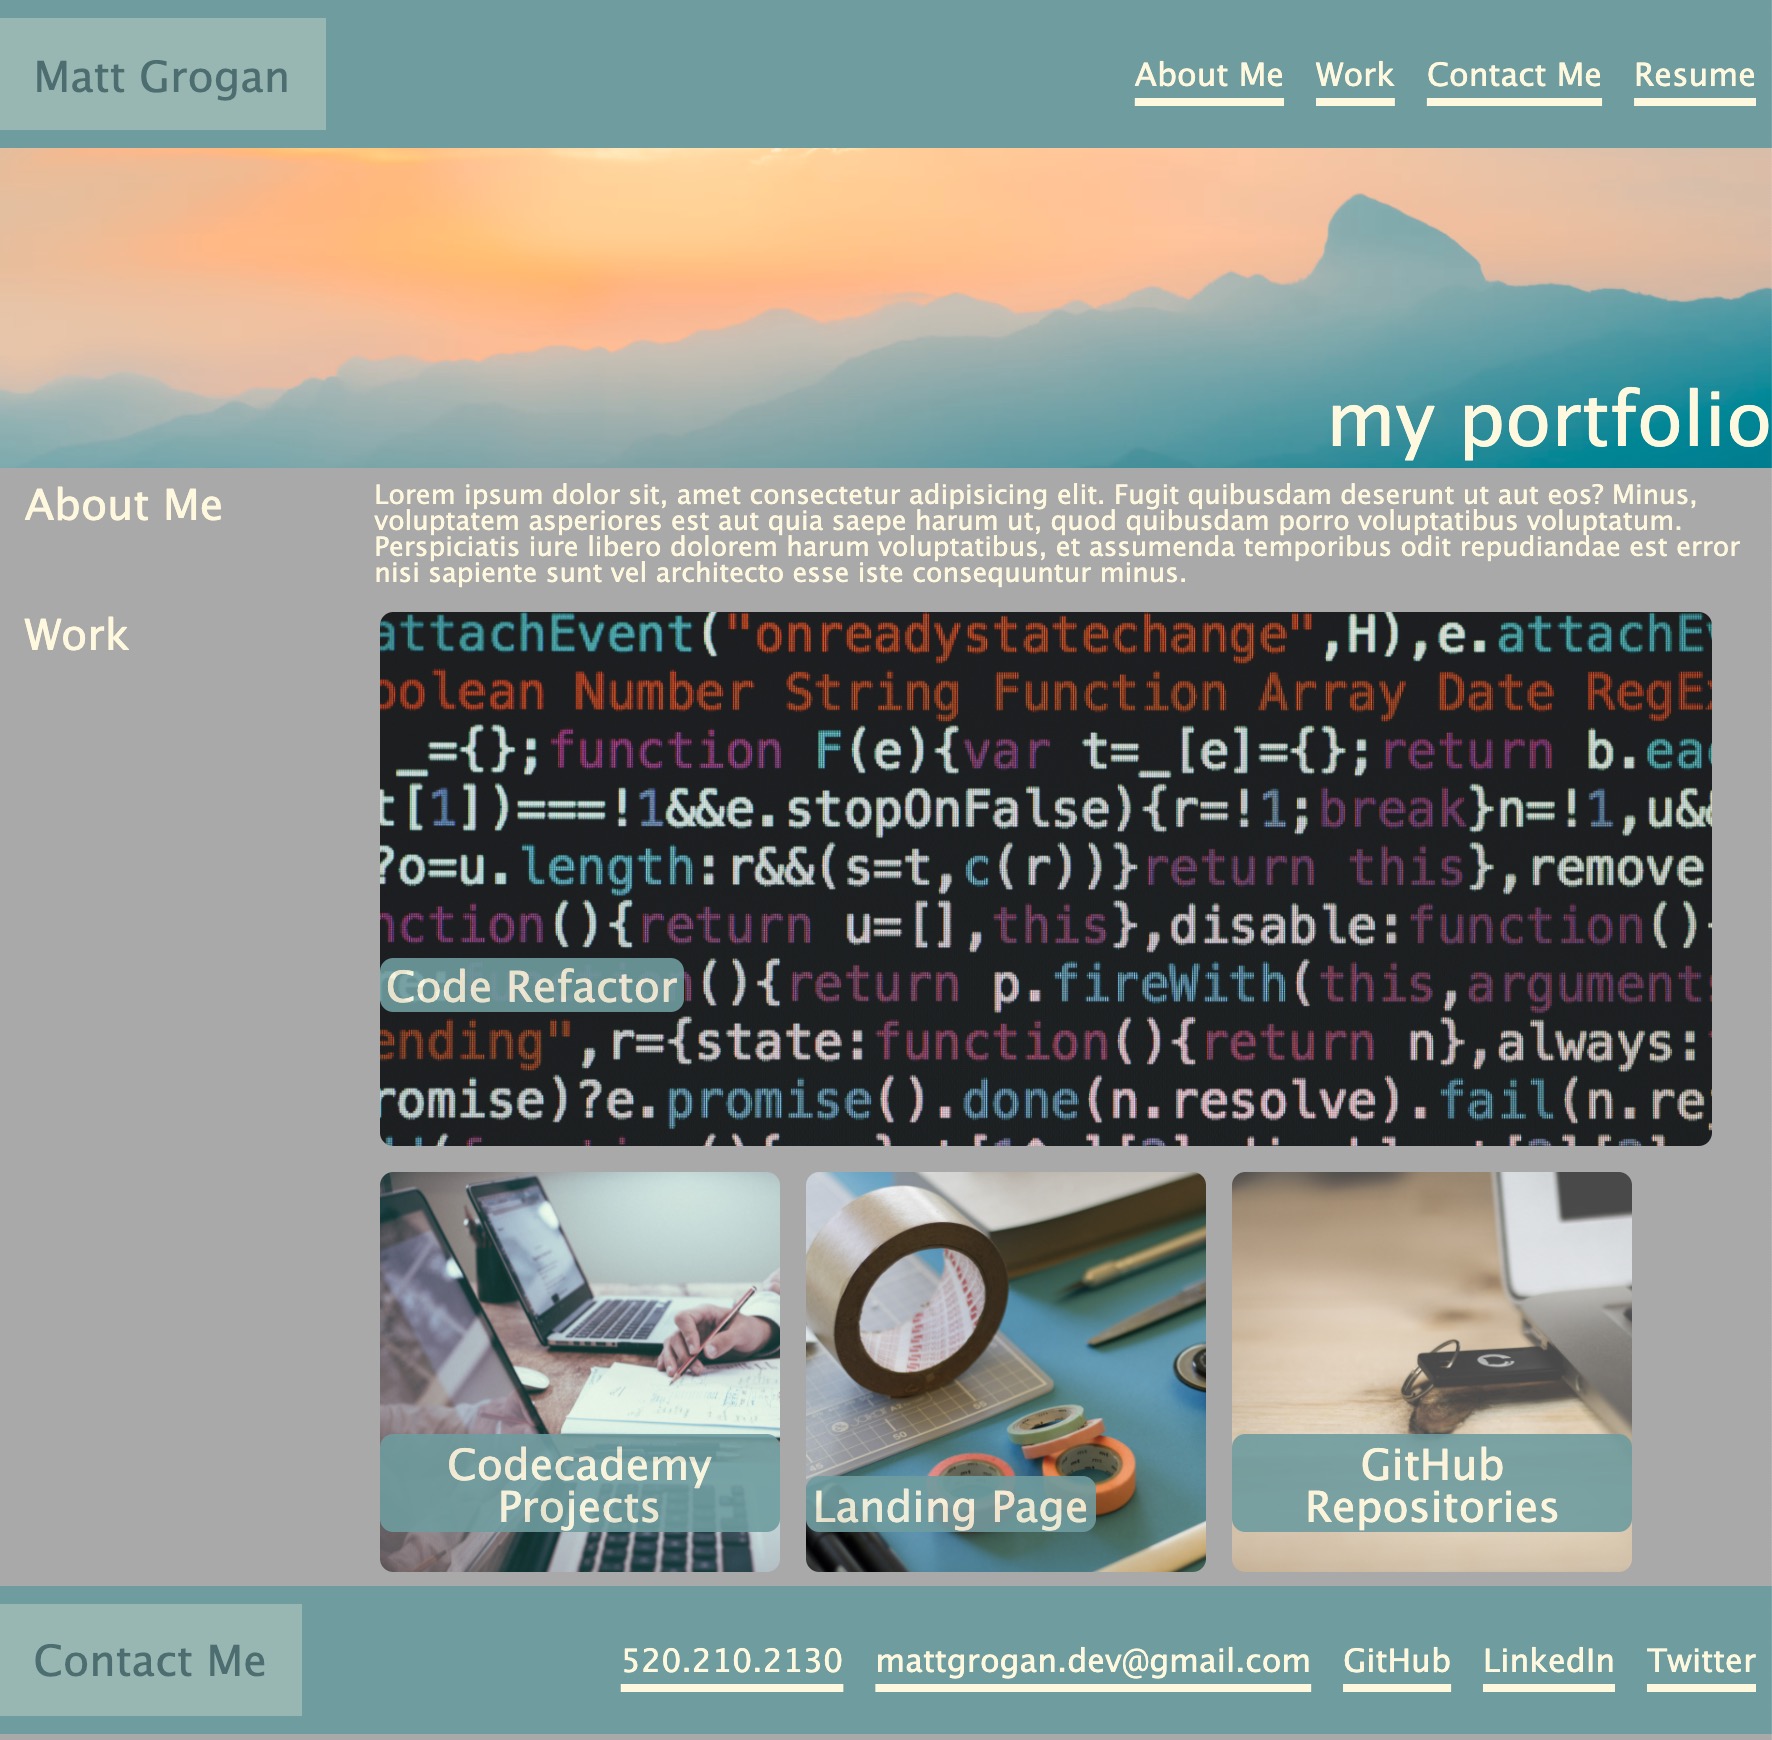 Matt Grogan
About Me Work Contact Me Resume
my portfolio
About Me
Lorem ipsum dolor sit, amet consectetur adipisicing elit. Fugit quibusdam deserunt ut aut eos? Minus,
voluptatem asperiores est aut quia saepe harum ut, quod quibusdam porro voluptatibus voluptatum.
Perspiciatis iure libero dolorem harum voluptatibus, et assumenda temporibus odit repudiandae est error
nisi sapiente sunt vel architecto esse iste consequuntur minus.
Work
attachEvent("onreadystatechange",H),e.attachEv
oolean Number String Function Array Date RegEx
_={};function F(e){var t=_[e]={};return b.eac
t[1])===!1&&e.stopOnFalse){r=!1;break}n=!1,u&&
?o=u.length:r&&(s=t,c(r))}return this},remove
nction(){return u=[],this},disable:function()
Code Refactor
(){return p.fireWith(this,arguments
ending",r={state:function(){return n},always:
romise)?e.promise().done(n.resolve).fail(n.re
Codecademy
Projects
Landing Page
GitHub
Repositories
Contact Me
520.210.2130 mattgrogan.dev@gmail.com GitHub LinkedIn Twitter